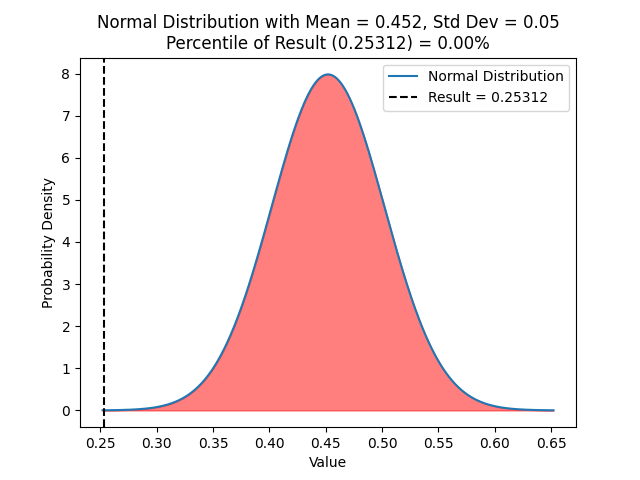 Normal Distribution with Mean = 0.452, Std Dev = 0.05
Percentile of Result (0.25312) = 0.00%
Normal Distribution
Result = 0.25312
Probability Density
8
7
6
5
4
3
2
1
0
0.25 0.30 0.35 0.40 0.45 0.50 0.55 0.60 0.65
Value